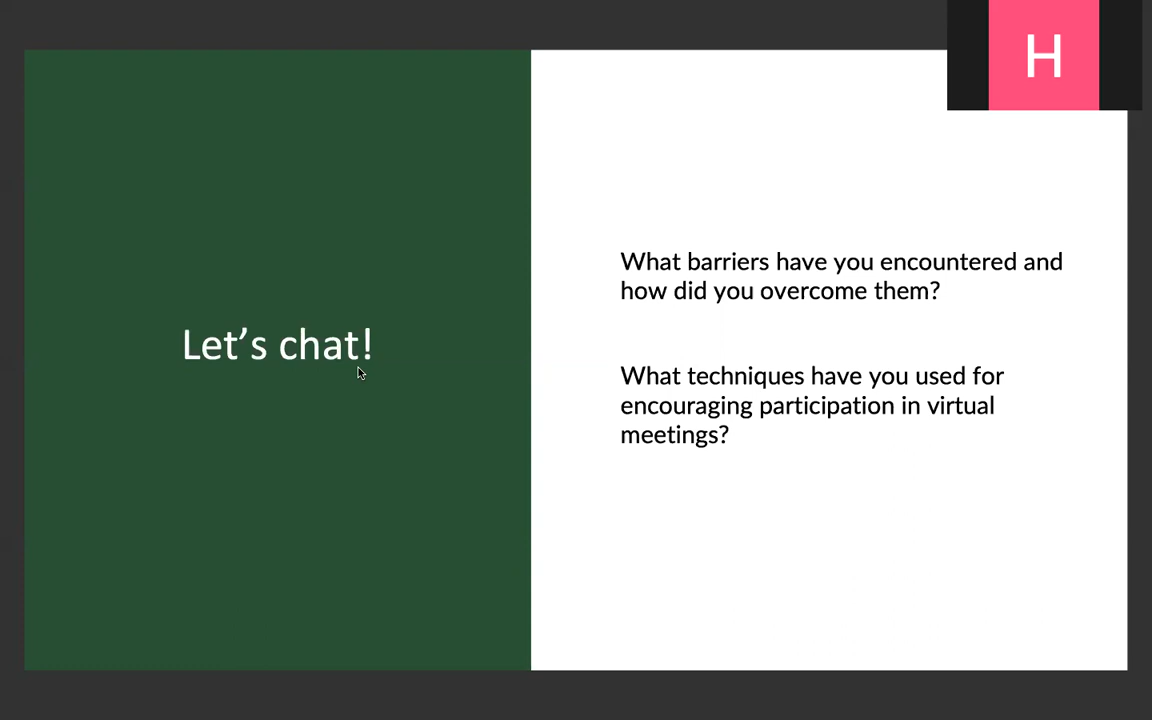 H
Let’s chat!
What barriers have you encountered and
how did you overcome them?
What techniques have you used for
encouraging participation in virtual
meetings?